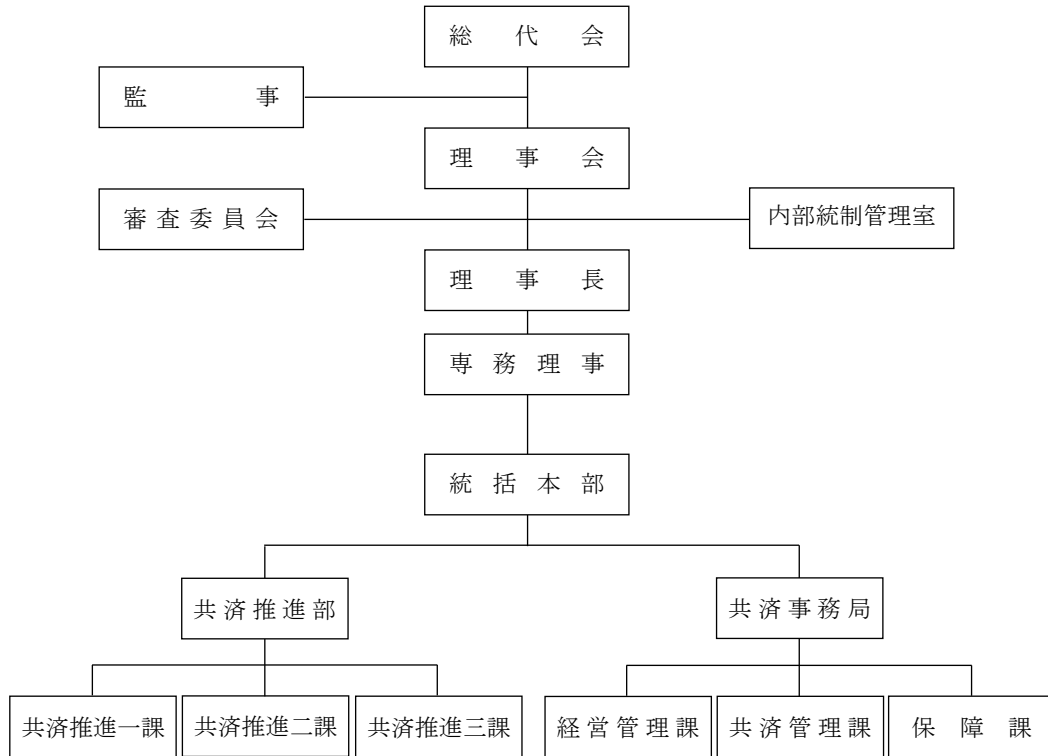 総代会
監事
理事会
審査委員会
内部統制管理室
理事長
専務理事
統括本部
共済推進部
共済事務局
共済推進一課
共済推進二課
共済推進三課
経営管理課
共済管理課
保障課